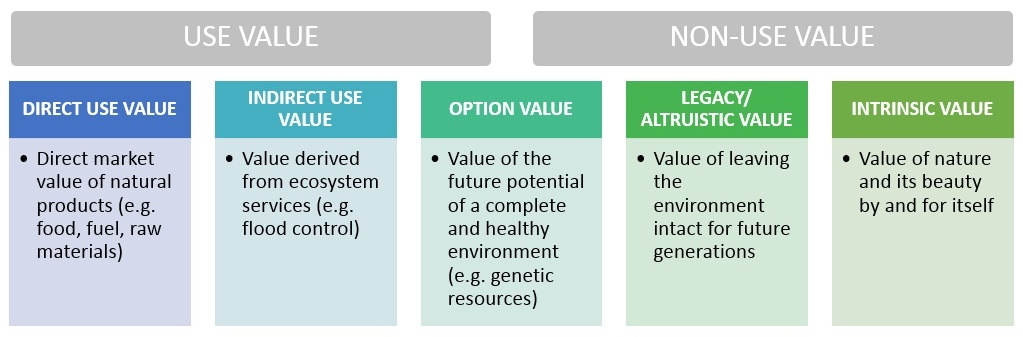 USE VALUE
NON-USE VALUE
DIRECT USE VALUE
• Direct market
value of natural
products (e.g.
food, fuel, raw
materials)
INDIRECT USE
VALUE
• Value derived
from ecosystem
services (e.g.
flood control)
OPTION VALUE
• Value of the
future potential
of a complete
and healthy
environment
(e.g. genetic
resources)
LEGACY/
ALTRUISTIC VALUE
• Value of leaving
the
environment
intact for future
generations
INTRINSIC VALUE
• Value of nature
and its beauty
by and for itself